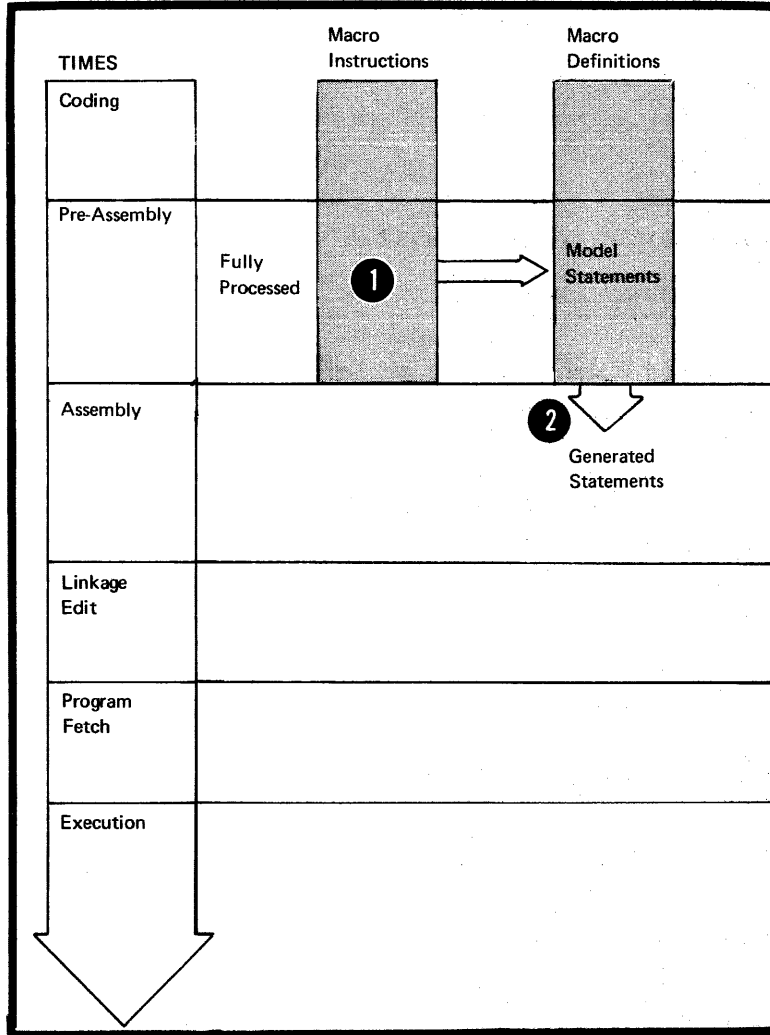 TIMES
Macro
Instructions
Macro
Definitions
Coding
Pre-Assembly
Fully
Processed
1
Model
Statements
Assembly
2
Generated
Statements
Linkage
Edit
Program
Fetch
Execution